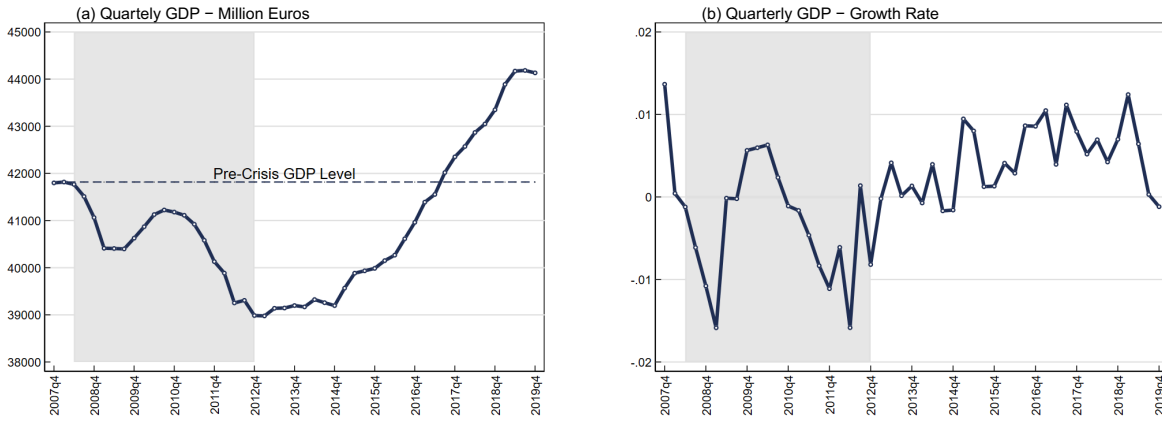 (a) Quartely GDP − Million Euros
45000
44000
43000
42000
41000
40000
39000
38000
Pre-Crisis GDP Level
2007q4
2008q4
2009q4
2010q4
2011q4
2012q4
2013q4
2014q4
2015q4
2016q4
2017q4
2018q4
2019q4
(b) Quarterly GDP − Growth Rate
.02
.01
0
-.01
-.02
2007q4
2008q4
2009q4
2010q4
2011q4
2012q4
2013q4
2014q4
2015q4
2016q4
2017q4
2018q4
2019q4